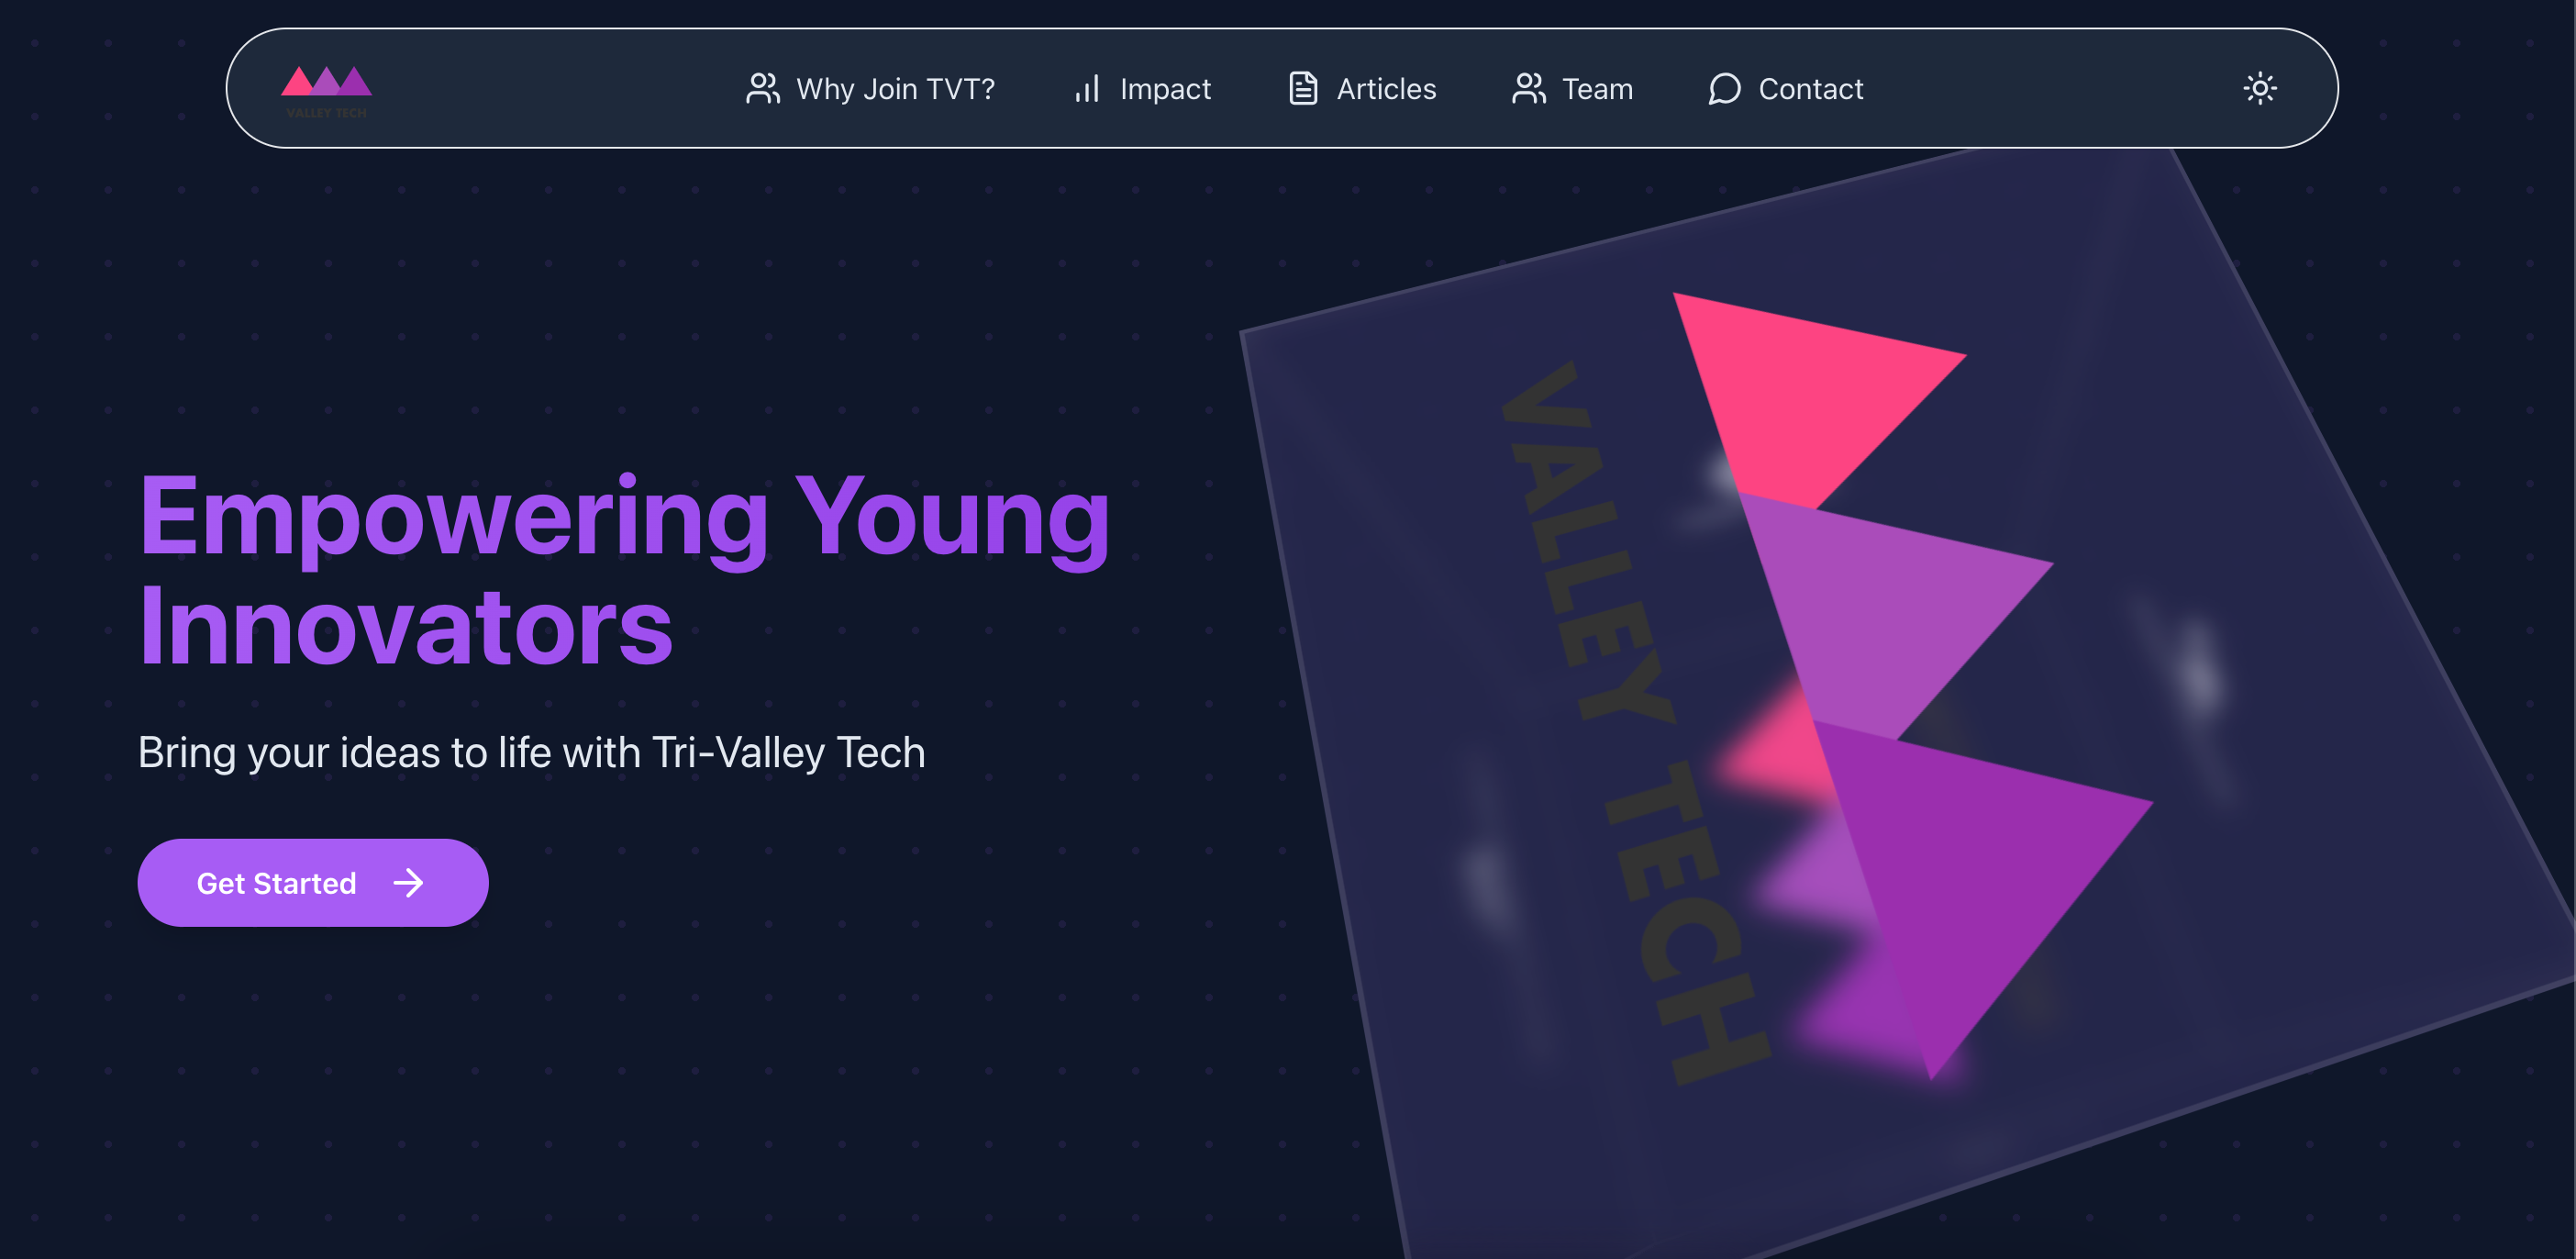 VALLEY TECH
Why Join TVT?
Impact
Articles
Team
Contact
Empowering Young
Innovators
Bring your ideas to life with Tri-Valley Tech
Get Started
VALLEY TECH